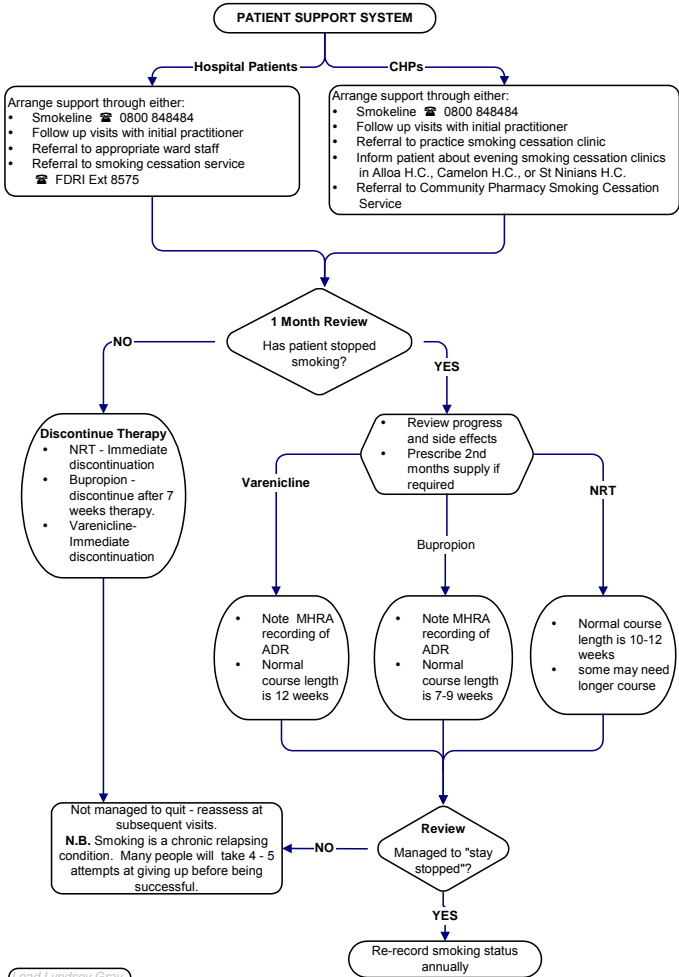 PATIENT SUPPORT SYSTEM
Hospital Patients
CHPs
Arrange support through either:
• Smokeline ☎ 0800 848484
• Follow up visits with initial practitioner
• Referral to appropriate ward staff
• Referral to smoking cessation service
☎ FDRI Ext 8575
Arrange support through either:
• Smokeline ☎ 0800 848484
• Follow up visits with initial practitioner
• Referral to practice smoking cessation clinic
• Inform patient about evening smoking cessation clinics
in Alloa H.C., Camelon H.C., or St Ninians H.C.
• Referral to Community Pharmacy Smoking Cessation
Service
1 Month Review
Has patient stopped
smoking?
NO
YES
Discontinue Therapy
• NRT - Immediate
discontinuation
• Bupropion -
discontinue after 7
weeks therapy.
• Varenicline-
Immediate
discontinuation
• Review progress
and side effects
• Prescribe 2nd
months supply if
required
Varenicline
Bupropion
NRT
• Note MHRA
recording of
ADR
• Normal
course length
is 12 weeks
• Note MHRA
recording of
ADR
• Normal
course length
is 7-9 weeks
• Normal course
length is 10-12
weeks
• some may need
longer course
Not managed to quit - reassess at
subsequent visits.
N.B. Smoking is a chronic relapsing
condition. Many people will take 4 - 5
attempts at giving up before being
successful.
NO
Review
Managed to "stay
stopped"?
YES
Re-record smoking status
annually
Lead Lyndsey Gray